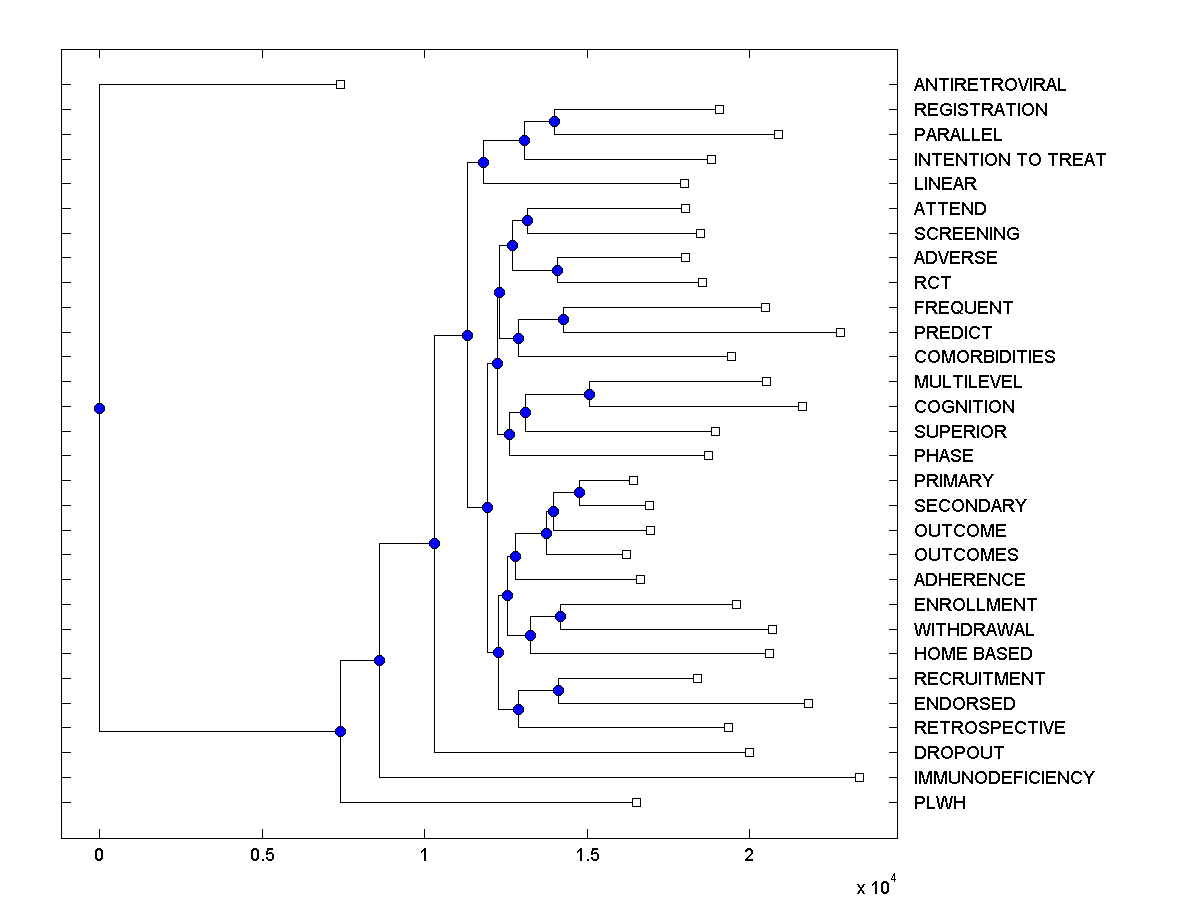 ANTIRETROVIRAL
REGISTRATION
PARALLEL
INTENTION TO TREAT
LINEAR
ATTEND
SCREENING
ADVERSE
RCT
FREQUENT
PREDICT
COMORBIDITIES
MULTILEVEL
COGNITION
SUPERIOR
PHASE
PRIMARY
SECONDARY
OUTCOME
OUTCOMES
ADHERENCE
ENROLLMENT
WITHDRAWAL
HOME BASED
RECRUITMENT
ENDORSED
RETROSPECTIVE
DROPOUT
IMMUNODEFICIENCY
PLWH
0 0.5 1 1.5 2
x 10^4